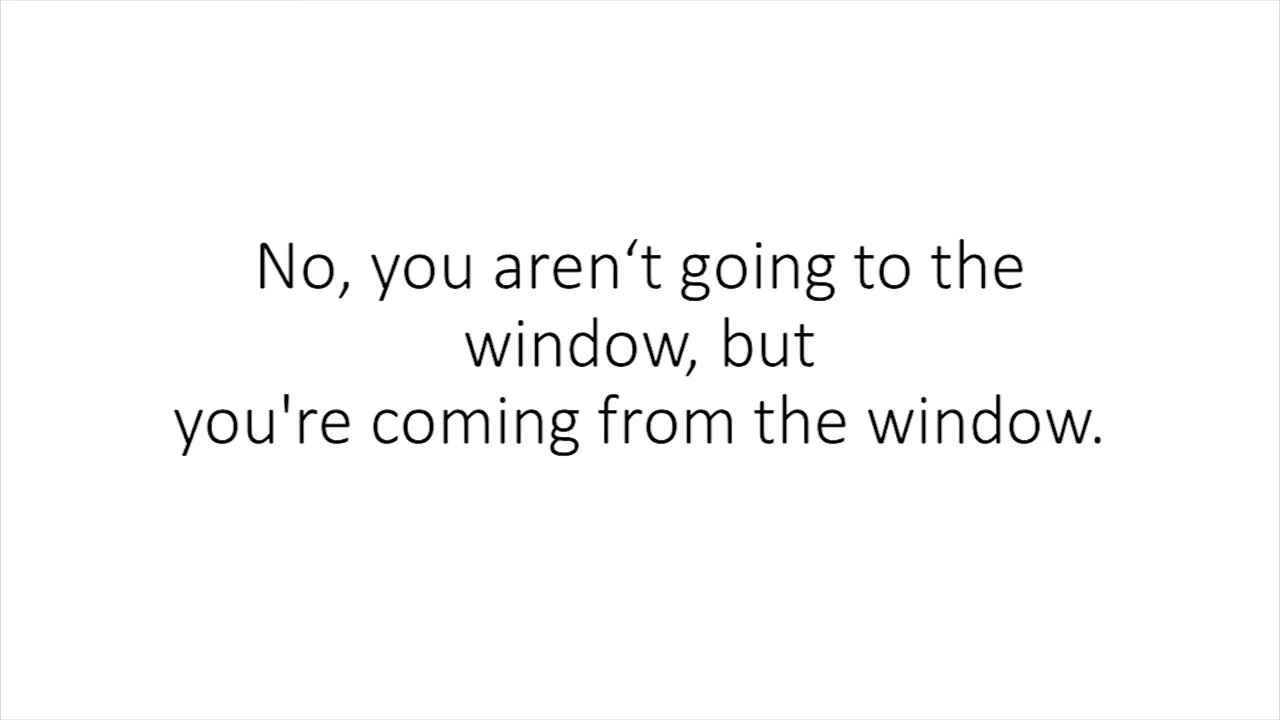 No, you aren‘t going to the
window, but
you're coming from the window.